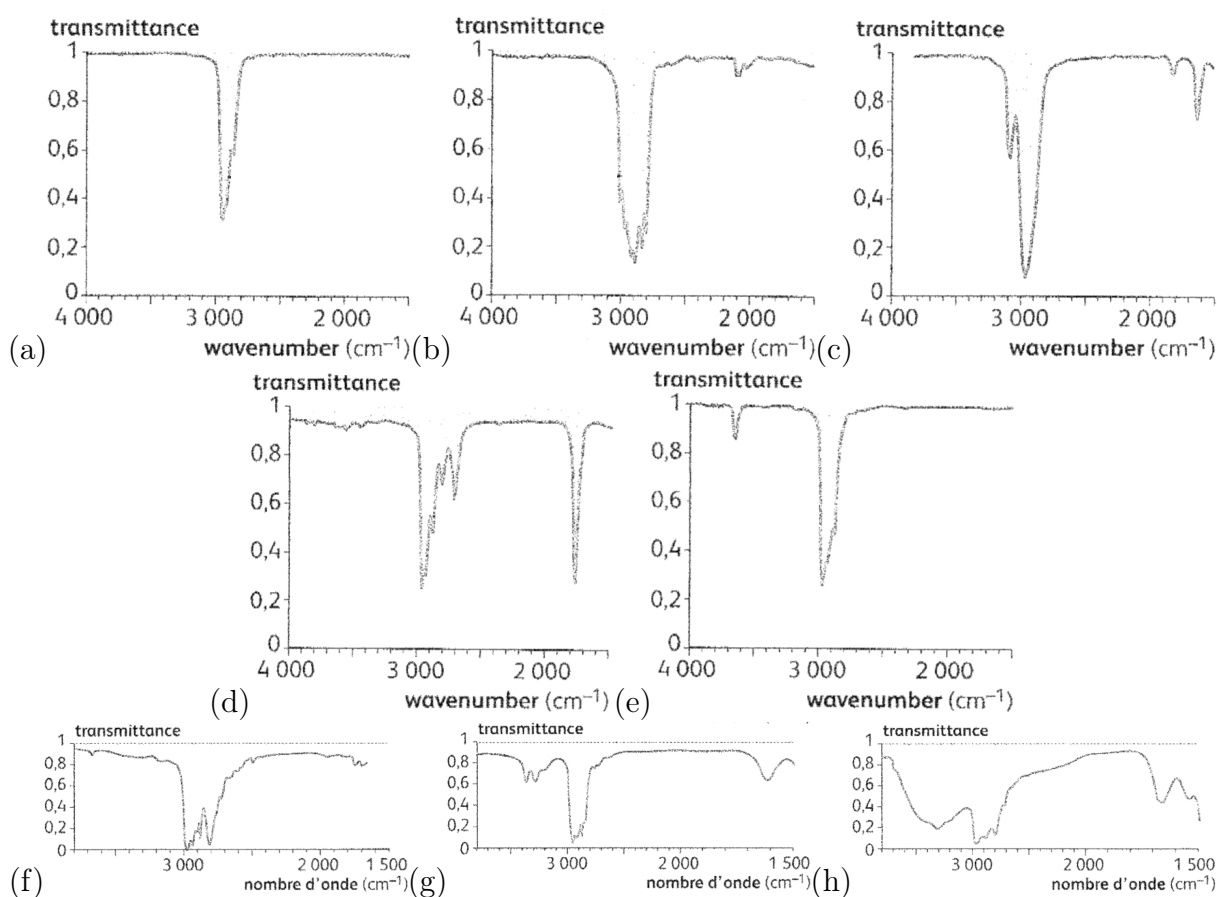 transmittance transmittance transmittance
1 1 1
0,8 0,8 0,8
0,6 0,6 0,6
0,4 0,4 0,4
0,2 0,2 0,2
0 0 0
4 000 3 000 2 000 4 000 3 000 2 000 4 000 3 000 2 000
(a) wavenumber (cm⁻¹) (b) wavenumber (cm⁻¹) (c) wavenumber (cm⁻¹)
transmittance transmittance
1 1
0,8 0,8
0,6 0,6
0,4 0,4
0,2 0,2
0 0
4 000 3 000 2 000 4 000 3 000 2 000
(d) wavenumber (cm⁻¹) (e) wavenumber (cm⁻¹)
transmittance transmittance transmittance
1 1 1
0,8 0,8 0,8
0,6 0,6 0,6
0,4 0,4 0,4
0,2 0,2 0,2
0 0 0
3 000 2 000 1 500 3 000 2 000 1 500 3 000 2 000 1 500
(f) nombre d'onde (cm⁻¹) (g) nombre d'onde (cm⁻¹) (h) nombre d'onde (cm⁻¹)